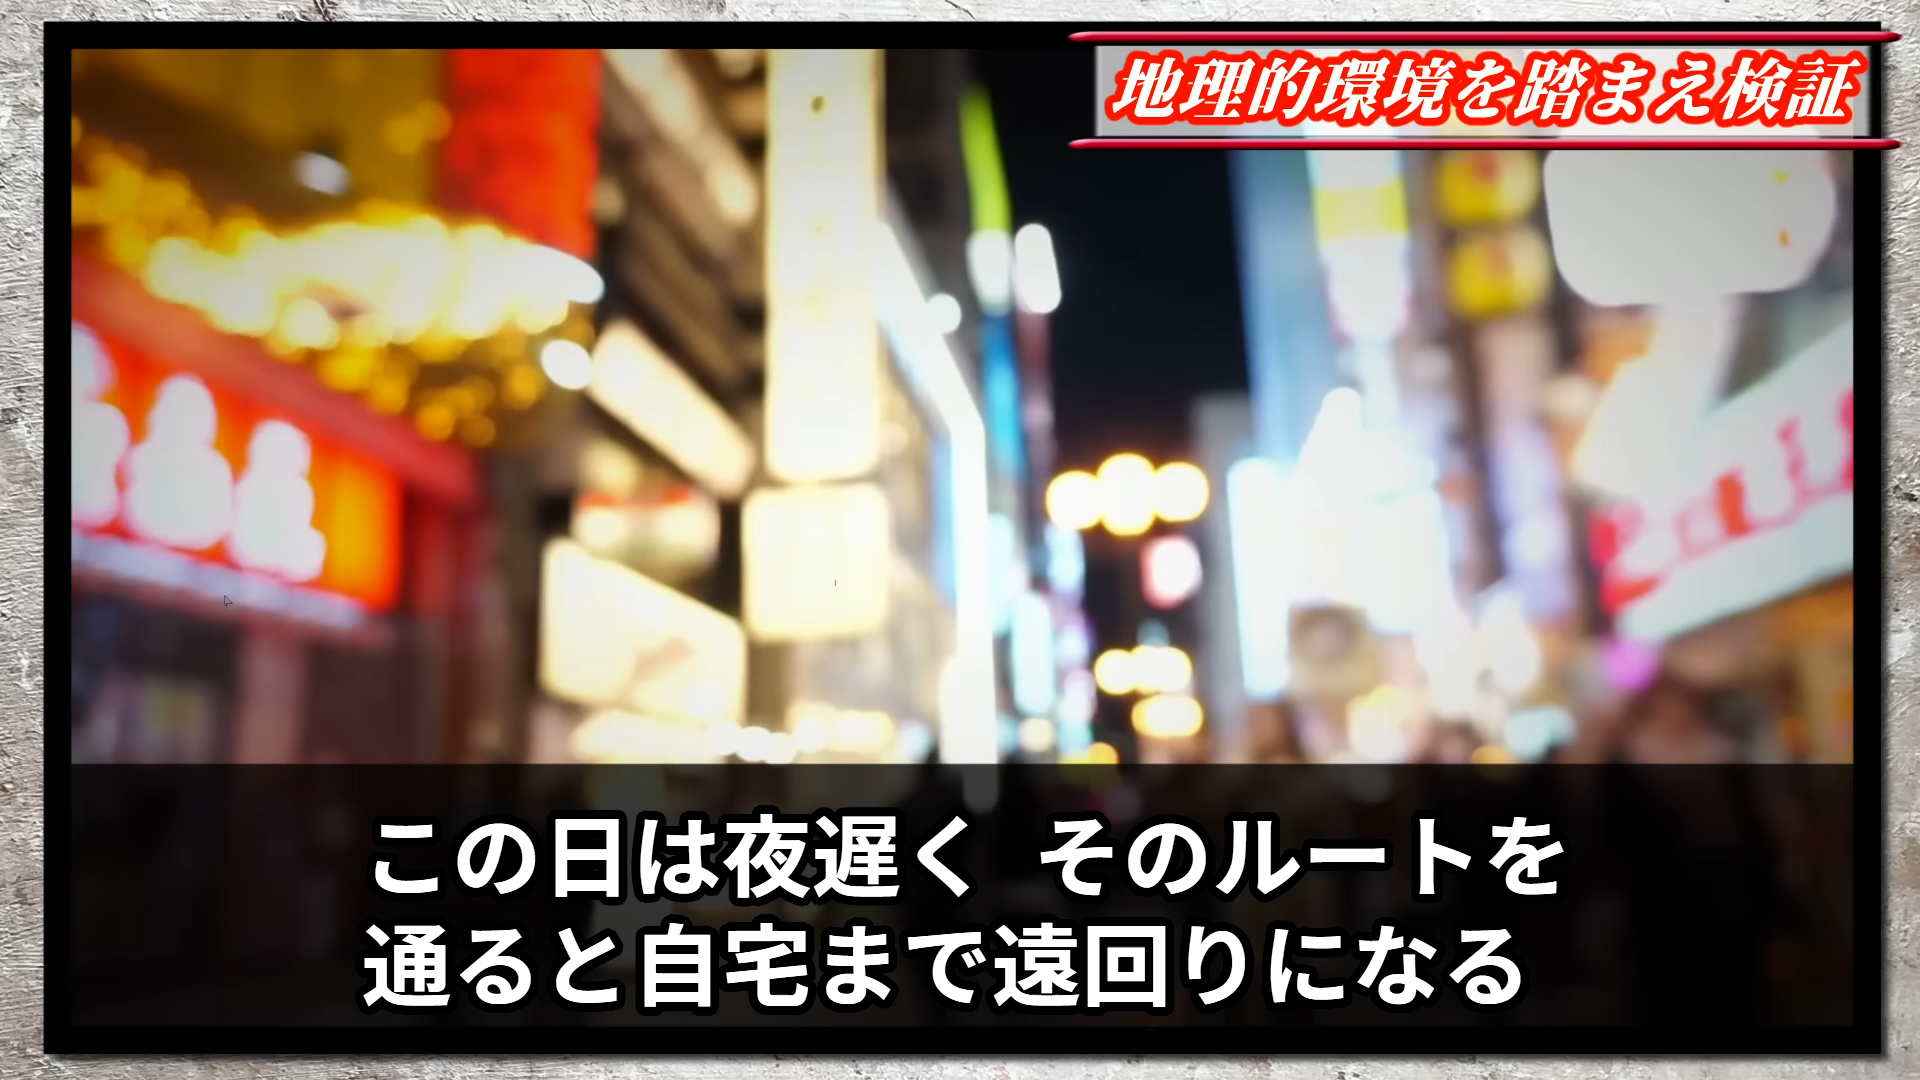 地理的環境を踏まえ検証
この日は夜遅く そのルートを
通ると自宅まで遠回りになる